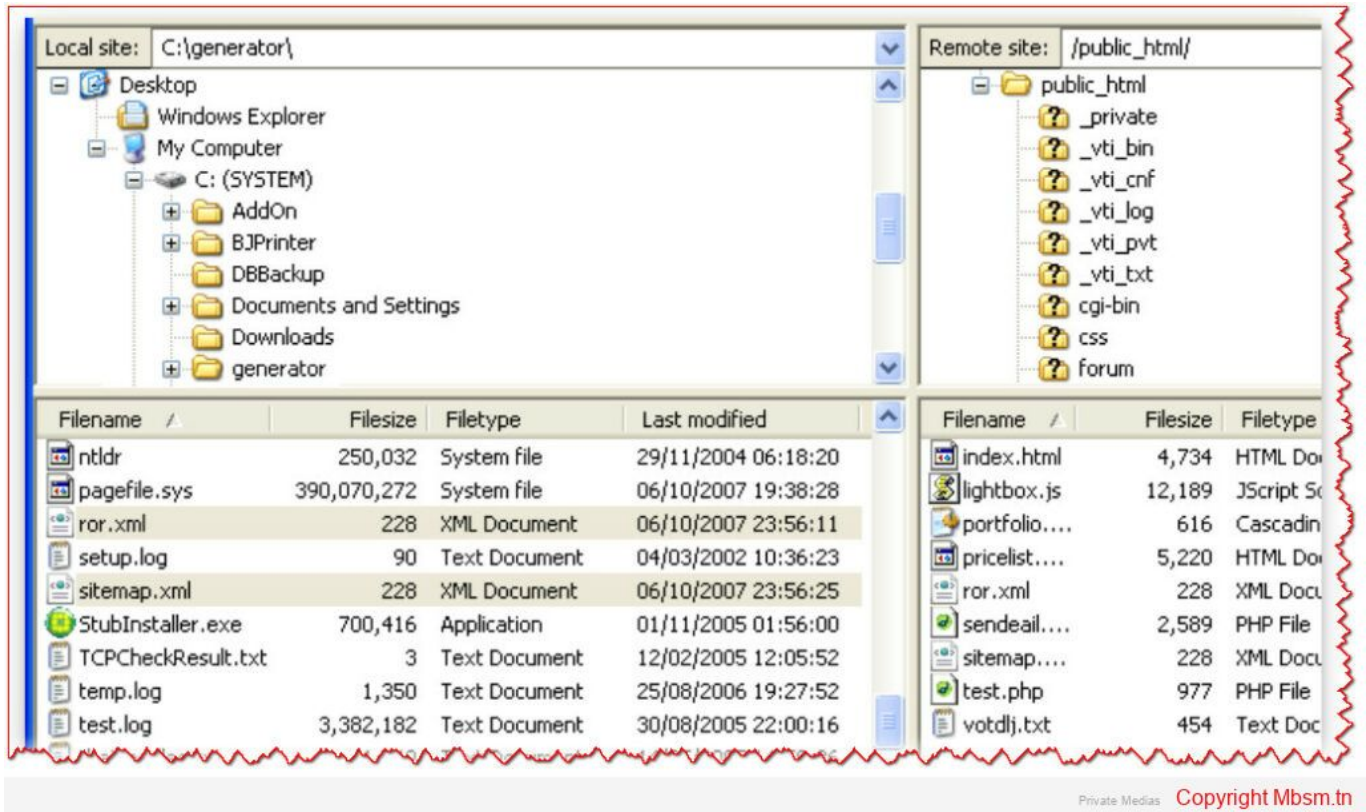 Local site: C:\generator\
Desktop
Windows Explorer
My Computer
C: (SYSTEM)
AddOn
BJPrinter
DBBackup
Documents and Settings
Downloads
generator
Filename Filesize Filetype Last modified
ntldr 250,032 System file 29/11/2004 06:18:20
pagefile.sys 390,070,272 System file 06/10/2007 19:38:28
ror.xml 228 XML Document 06/10/2007 23:56:11
setup.log 90 Text Document 04/03/2002 10:36:23
sitemap.xml 228 XML Document 06/10/2007 23:56:25
StubInstaller.exe 700,416 Application 01/11/2005 01:56:00
TCPCheckResult.txt 3 Text Document 12/02/2005 12:05:52
temp.log 1,350 Text Document 25/08/2006 19:27:52
test.log 3,382,182 Text Document 30/08/2005 22:00:16
Remote site: /public_html/
public_html
_private
_vti_bin
_vti_cnf
_vti_log
_vti_pvt
_vti_txt
cgi-bin
css
forum
Filename Filesize Filetype
index.html 4,734 HTML Do
lightbox.js 12,189 JScript Sc
portfolio.... 616 Cascadin
pricelist.... 5,220 HTML Do
ror.xml 228 XML Docu
sendeail.... 2,589 PHP File
sitemap.... 228 XML Docu
test.php 977 PHP File
votdlj.txt 454 Text Doc
Private Medias Copyright Mbsm.tn